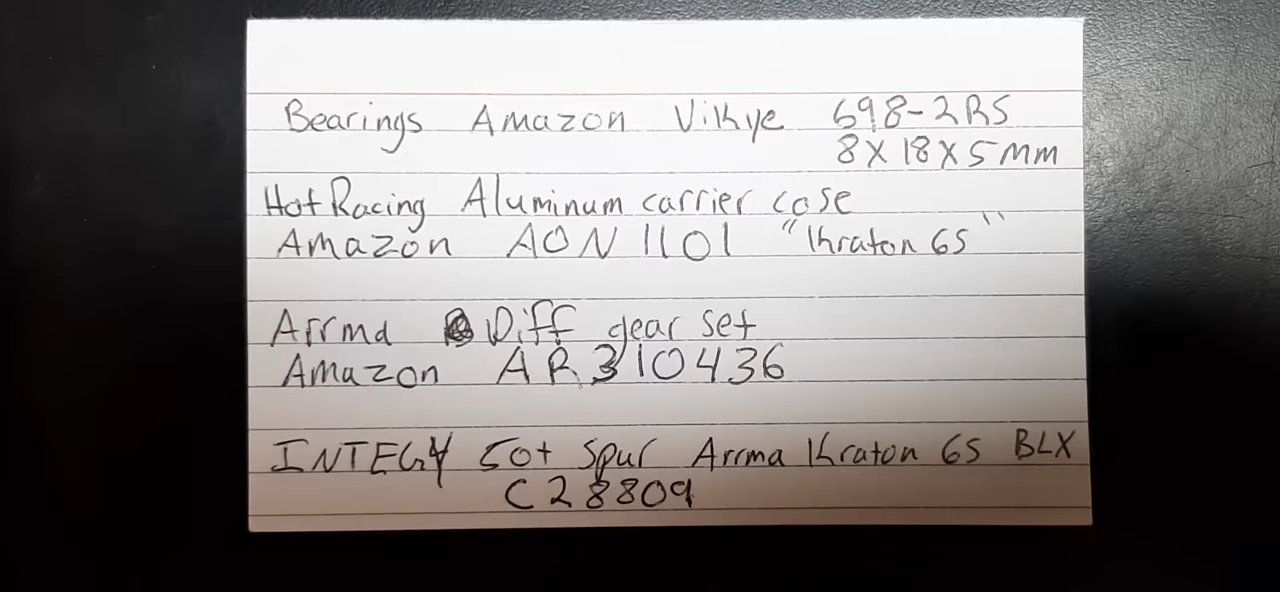 Bearings Amazon Vikye 698-2RS
8X18X5MM
Hot Racing Aluminum carrier case
Amazon AON1101 "Kraton 6S"
Arrma Diff gear set
Amazon AR310436
INTEGY 50t Spur Arrma Kraton 6S BLX
C28809